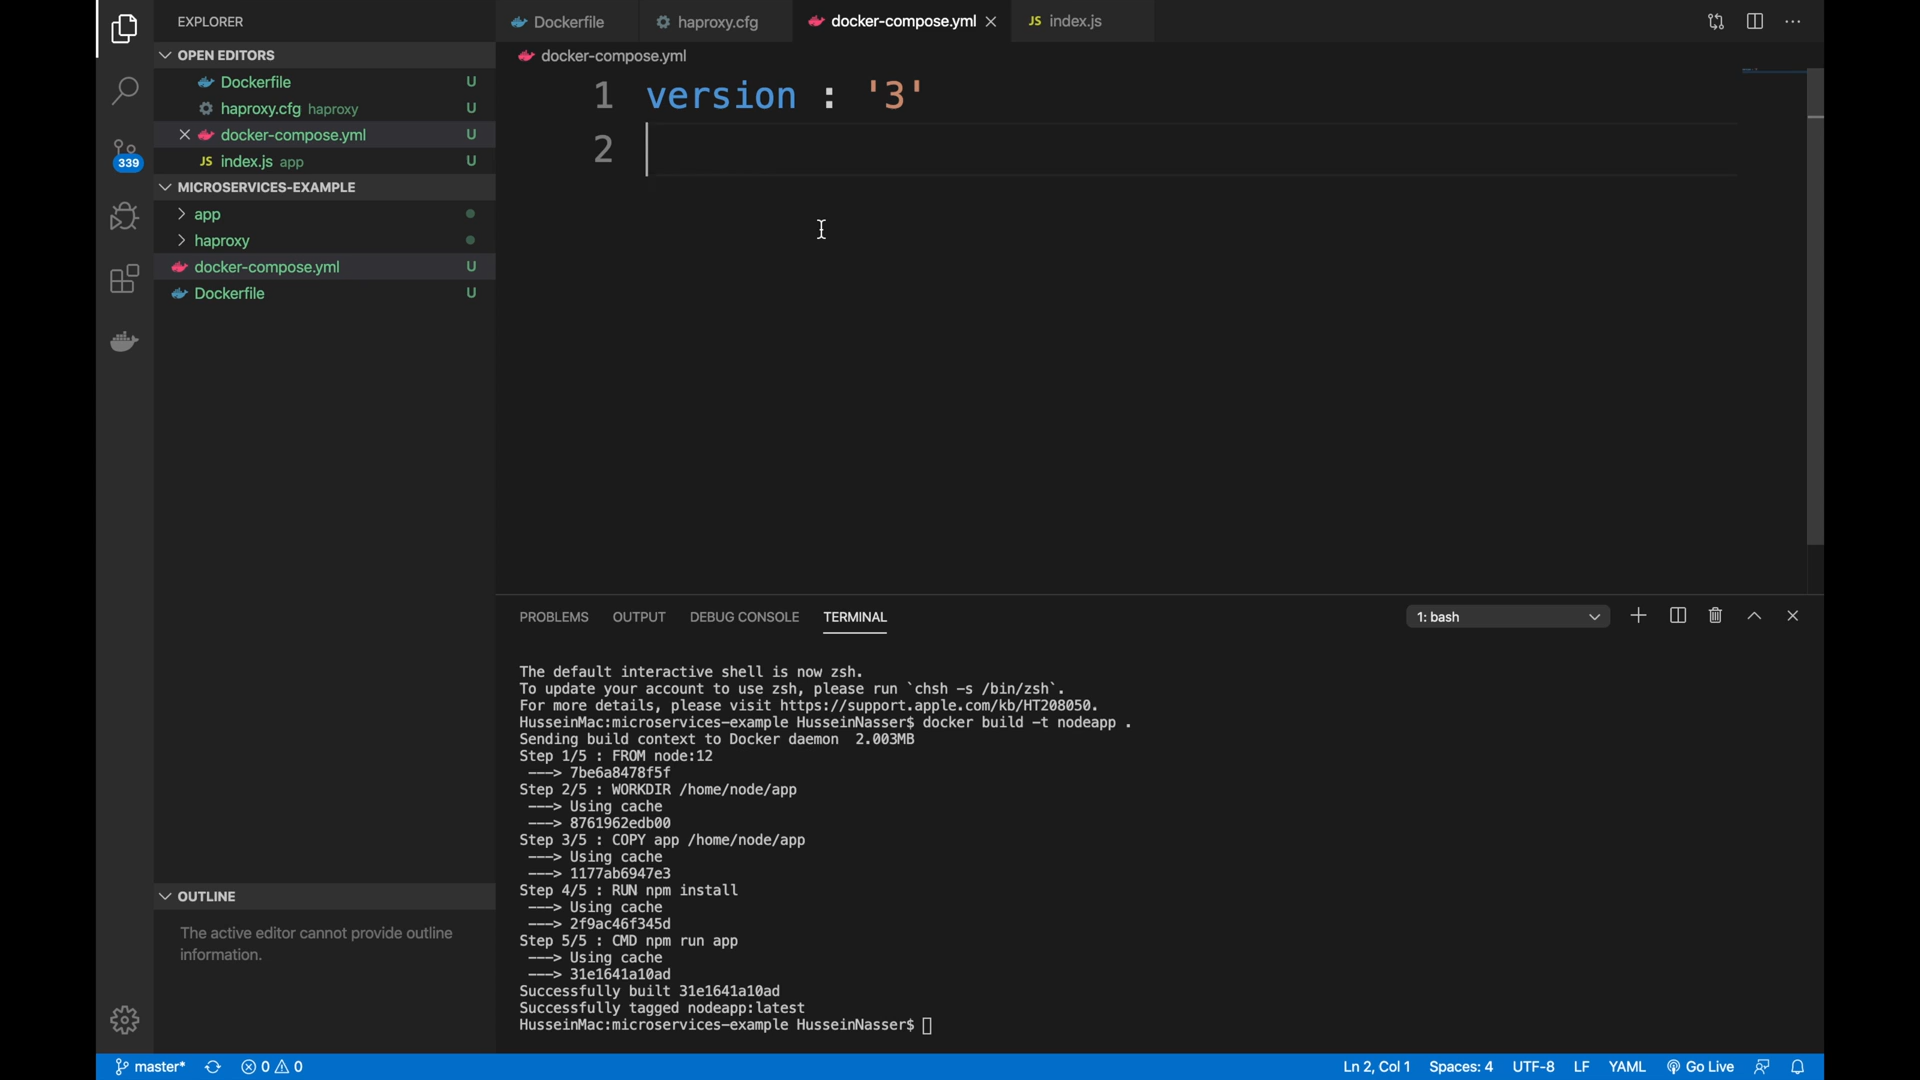 EXPLORER
OPEN EDITORS
Dockerfile U
haproxy.cfg haproxy U
docker-compose.yml U
JS index.js app U
339
MICROSERVICES-EXAMPLE
app
haproxy
docker-compose.yml U
Dockerfile U
OUTLINE
The active editor cannot provide outline
information.
Dockerfile haproxy.cfg docker-compose.yml JS index.js
docker-compose.yml
1 version : '3'
2
PROBLEMS OUTPUT DEBUG CONSOLE TERMINAL 1: bash
The default interactive shell is now zsh.
To update your account to use zsh, please run `chsh -s /bin/zsh`.
For more details, please visit https://support.apple.com/kb/HT208050.
HusseinMac:microservices-example HusseinNasser$ docker build -t nodeapp .
Sending build context to Docker daemon  2.003MB
Step 1/5 : FROM node:12
 ---> 7be6a8478f5f
Step 2/5 : WORKDIR /home/node/app
 ---> Using cache
 ---> 8761962edb00
Step 3/5 : COPY app /home/node/app
 ---> Using cache
 ---> 1177ab6947e3
Step 4/5 : RUN npm install
 ---> Using cache
 ---> 2f9ac46f345d
Step 5/5 : CMD npm run app
 ---> Using cache
 ---> 31e1641a10ad
Successfully built 31e1641a10ad
Successfully tagged nodeapp:latest
HusseinMac:microservices-example HusseinNasser$
master* 0 0 Ln 2, Col 1 Spaces: 4 UTF-8 LF YAML Go Live